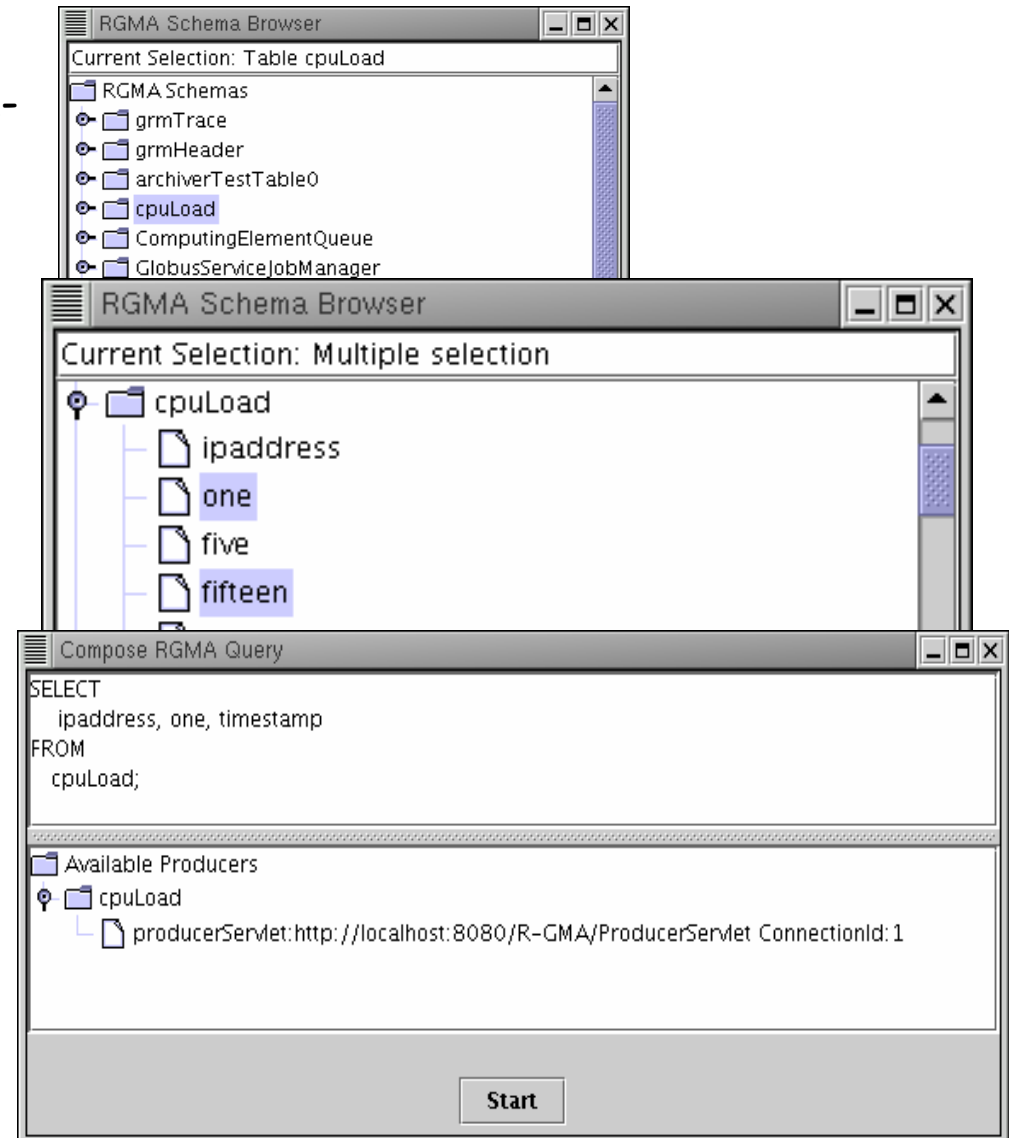 RGMA Schema Browser
Current Selection: Table cpuLoad
RGMA Schemas
grmTrace
grmHeader
archiverTestTable0
cpuLoad
ComputingElementQueue
GlobusServiceJobManager
RGMA Schema Browser
Current Selection: Multiple selection
cpuLoad
ipaddress
one
five
fifteen
Compose RGMA Query
SELECT
ipaddress, one, timestamp
FROM
cpuLoad;
Available Producers
cpuLoad
producerServlet:http://localhost:8080/R-GMA/ProducerServlet ConnectionId:1
Start